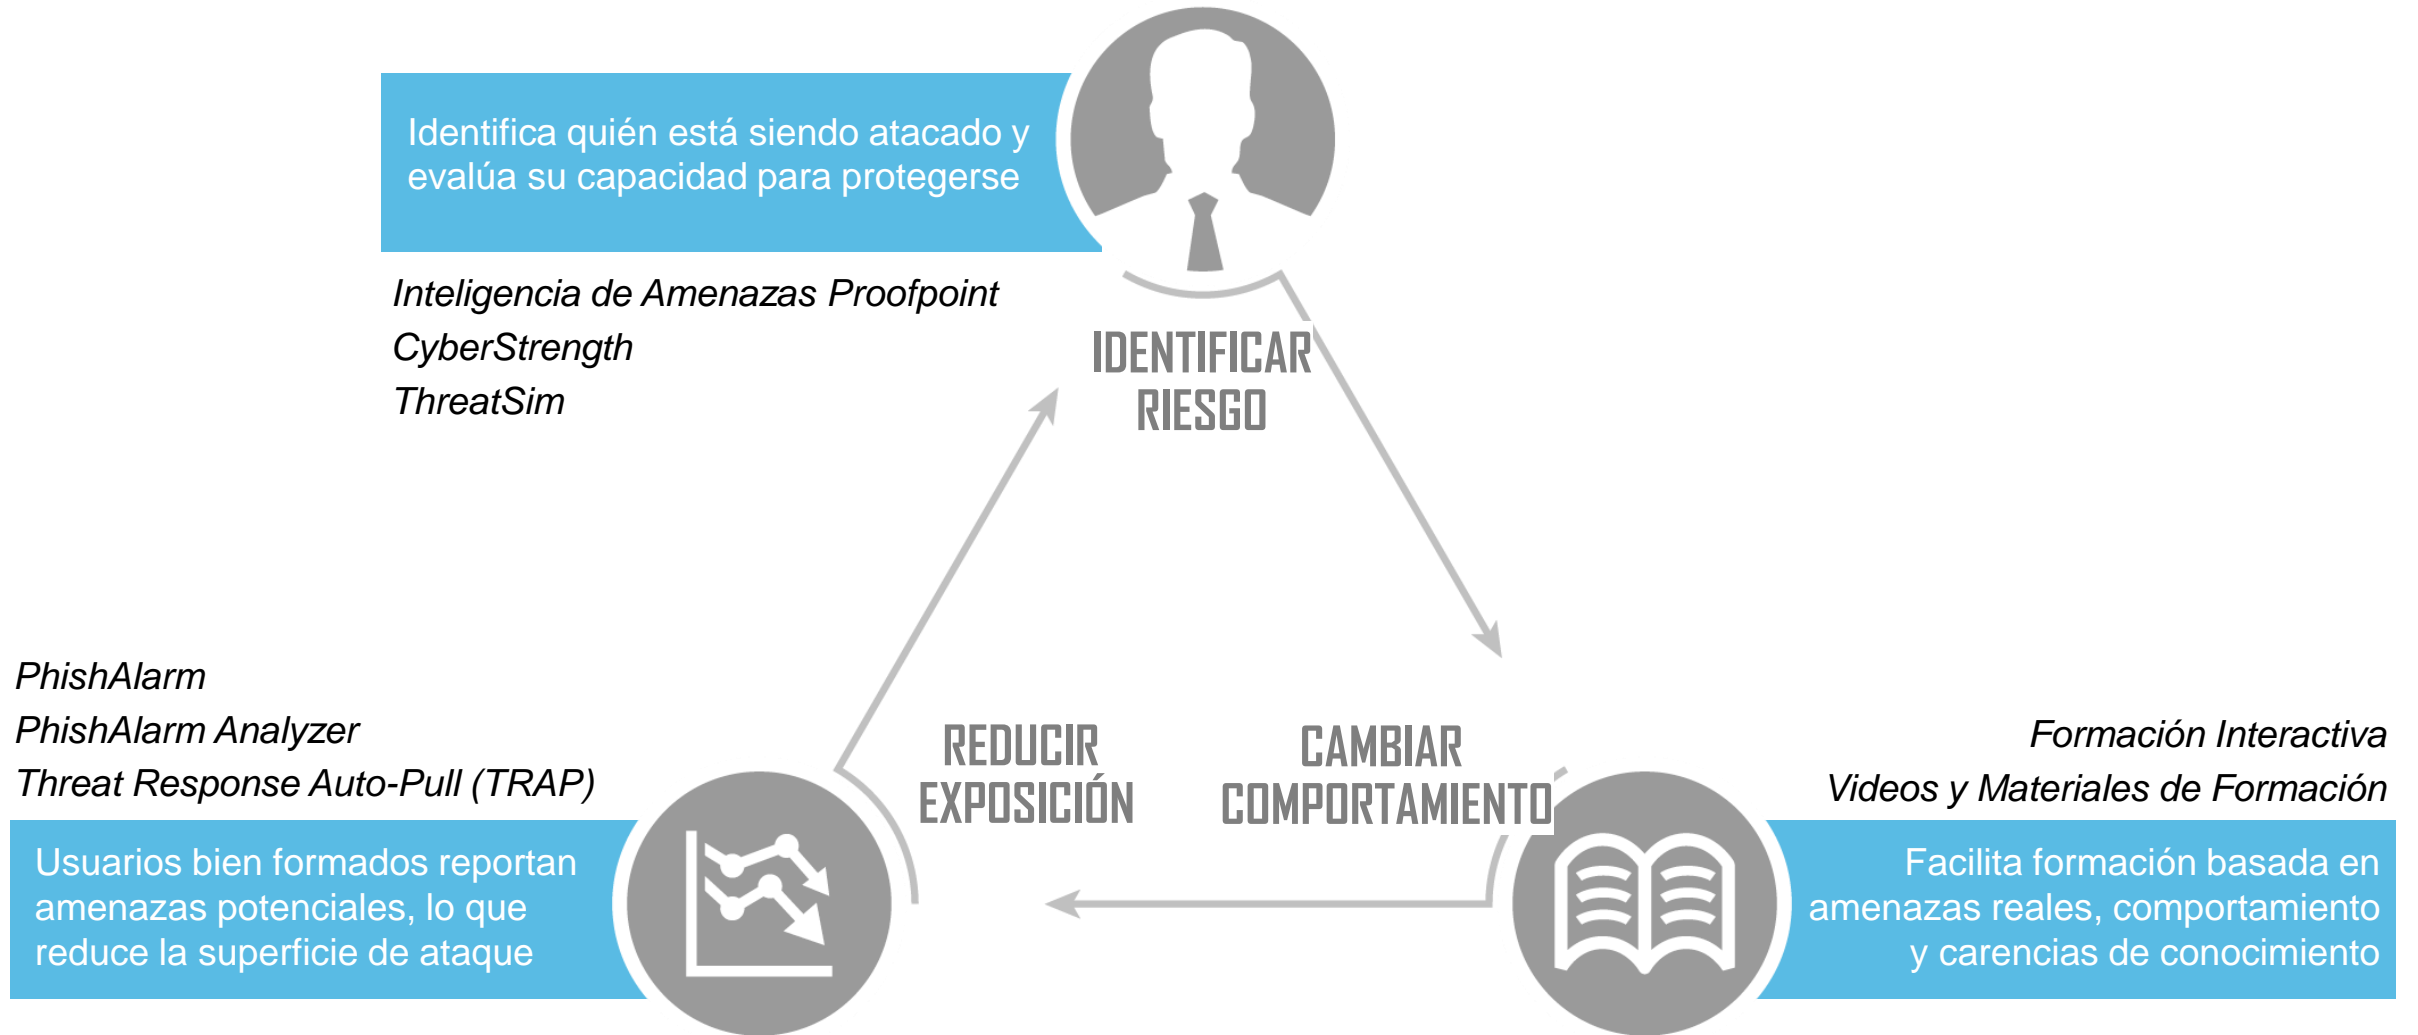 Identifica quién está siendo atacado y
evalúa su capacidad para protegerse
Inteligencia de Amenazas Proofpoint
CyberStrength
ThreatSim
IDENTIFICAR
RIESGO
PhishAlarm
PhishAlarm Analyzer
Threat Response Auto-Pull (TRAP)
Usuarios bien formados reportan
amenazas potenciales, lo que
reduce la superficie de ataque
REDUCIR
EXPOSICIÓN
CAMBIAR
COMPORTAMIENTO
Formación Interactiva
Videos y Materiales de Formación
Facilita formación basada en
amenazas reales, comportamiento
y carencias de conocimiento